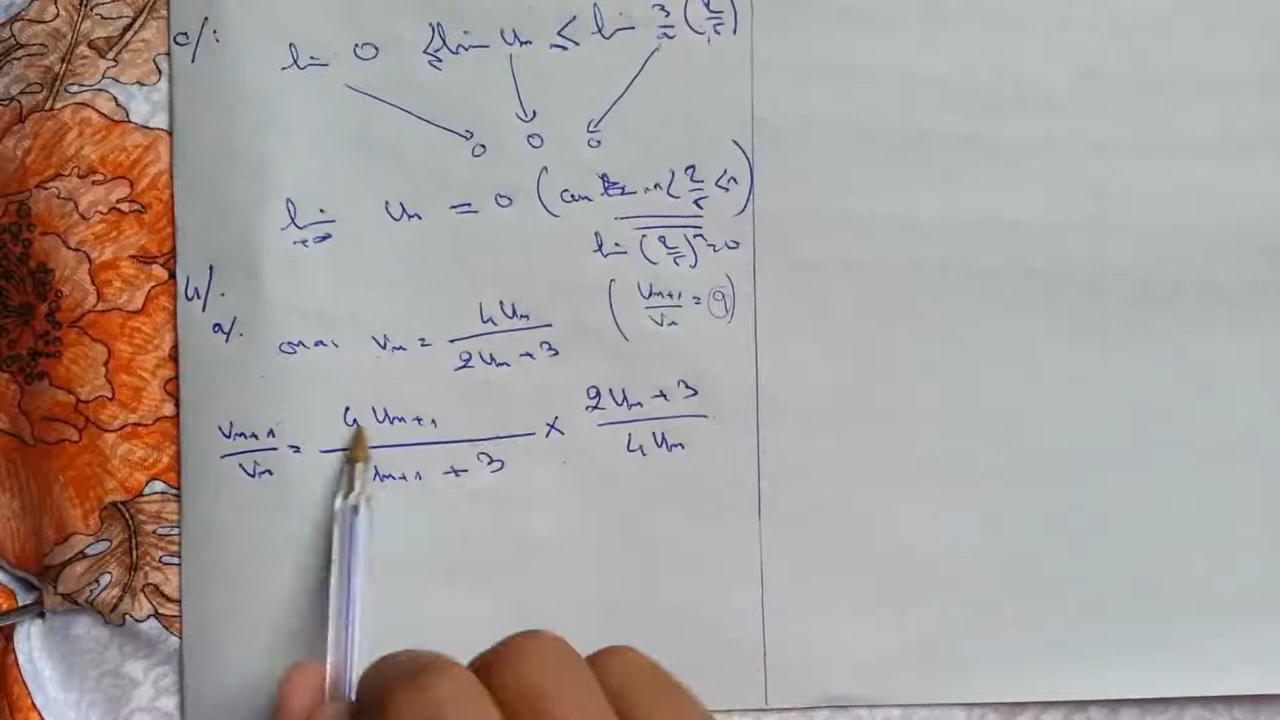 c/: lim 0 ≤ lim Un ≤ lim 3/2 (2/5)
0 0 0
lim +∞ Un = 0 (car -1 < 2/5 < 1)
lim (2/5)^n = 0
4/.
a/. on a: Vn = 4Un / 2Un + 3 (Vn+1 / Vn = q)
Vn+1 / Vn = 4Un+1 / n+1 + 3 × 2Un + 3 / 4Un